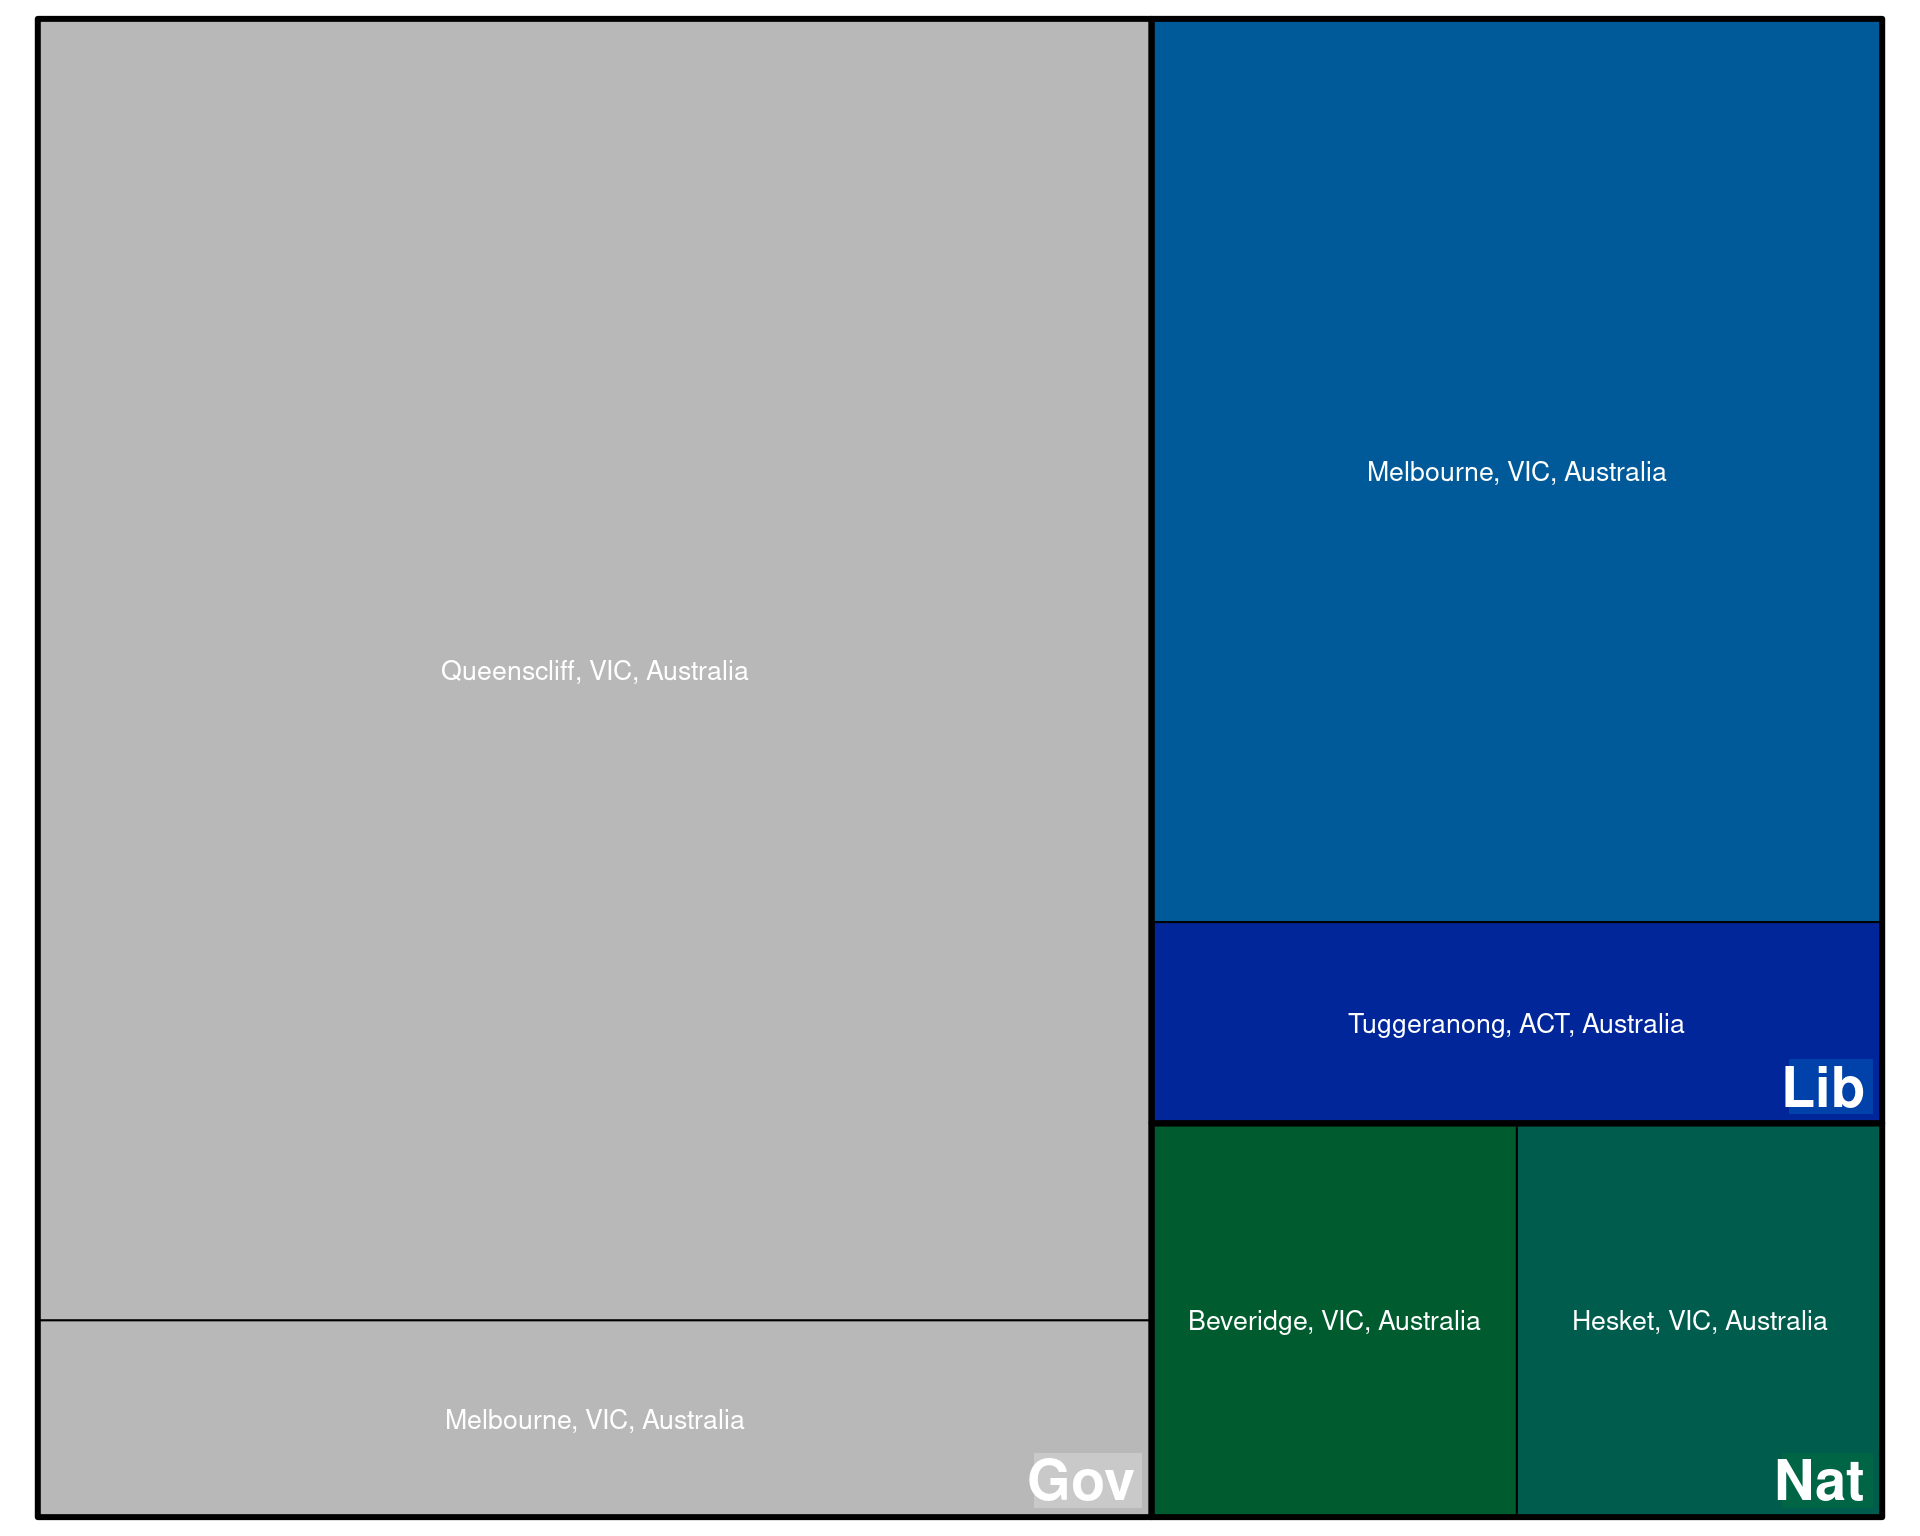 Queenscliff, VIC, Australia
Melbourne, VIC, Australia
Gov
Melbourne, VIC, Australia
Tuggeranong, ACT, Australia
Lib
Beveridge, VIC, Australia
Hesket, VIC, Australia
Nat